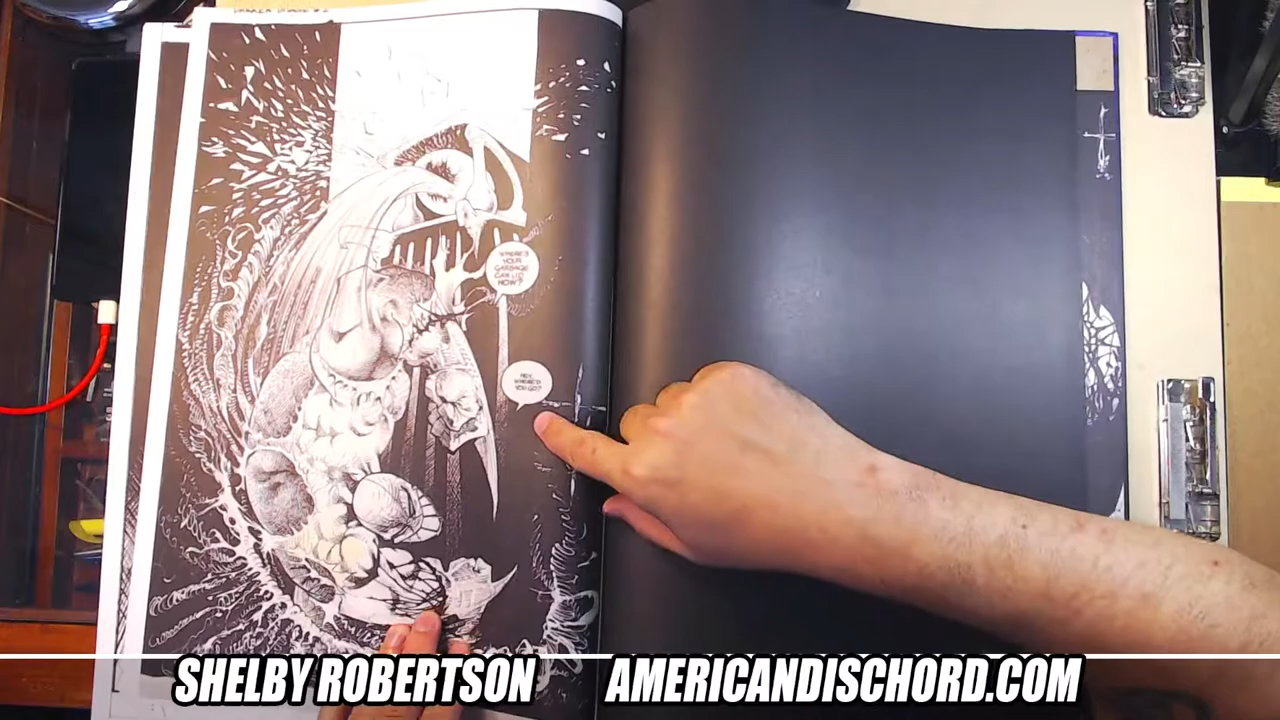 WHERE'S
YOUR
GARBAGE
CAN LID
NOW?
HEY,
WHERE'D
YOU GO?
SHELBY ROBERTSON
AMERICANDISCHORD.COM